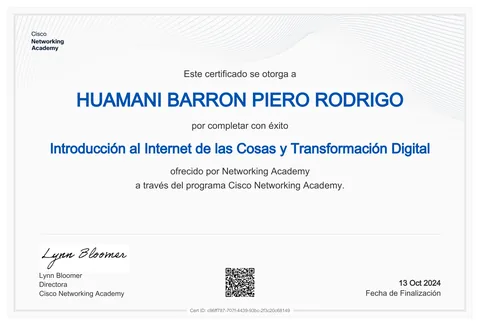 Cisco
Networking
Academy
Este certificado se otorga a
HUAMANI BARRON PIERO RODRIGO
por completar con éxito
Introducción al Internet de las Cosas y Transformación Digital
ofrecido por Networking Academy
a través del programa Cisco Networking Academy.
Lynn Bloomer
Lynn Bloomer
Directora
Cisco Networking Academy
13 Oct 2024
Fecha de Finalización
Cert ID: